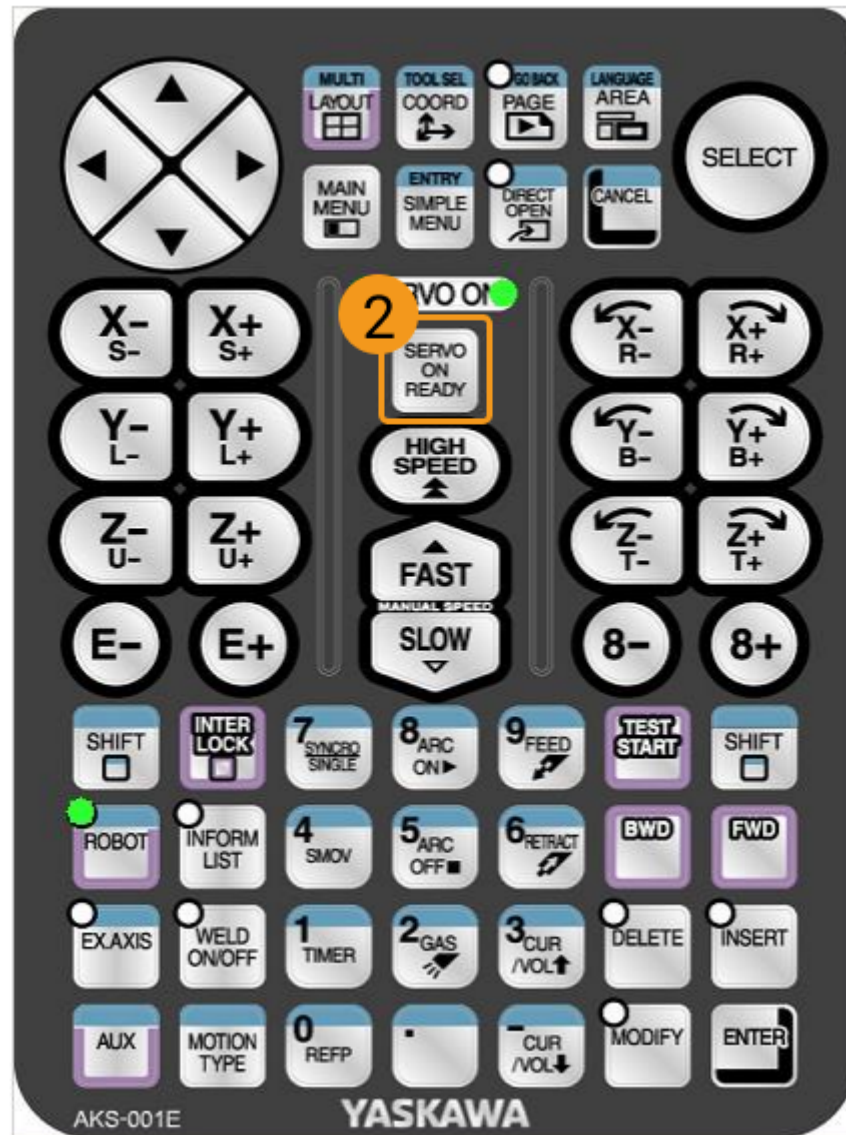 MULTI
LAYOUT
TOOL SEL
COORD
GO BACK
PAGE
LANGUAGE
AREA
SELECT
MAIN
MENU
ENTRY
SIMPLE
MENU
DIRECT
OPEN
CANCEL
2
SERVO
ON
READY
X-
S-
X+
S+
X-
R-
X+
R+
Y-
L-
Y+
L+
HIGH
SPEED
Y-
B-
Y+
B+
Z-
U-
Z+
U+
FAST
MANUAL SPEED
SLOW
Z-
T-
Z+
T+
E-
E+
8-
8+
SHIFT
INTER
LOCK
7
SYNCRO
SINGLE
8
ARC
ON
9
FEED
TEST
START
SHIFT
ROBOT
INFORM
LIST
4
SMOV
5
ARC
OFF
6
RETRACT
BWD
FWD
EX.AXIS
WELD
ON/OFF
1
TIMER
2
GAS
3
CUR
/VOL
DELETE
INSERT
AUX
MOTION
TYPE
0
REFP
.
-
CUR
/VOL
MODIFY
ENTER
AKS-001E
YASKAWA